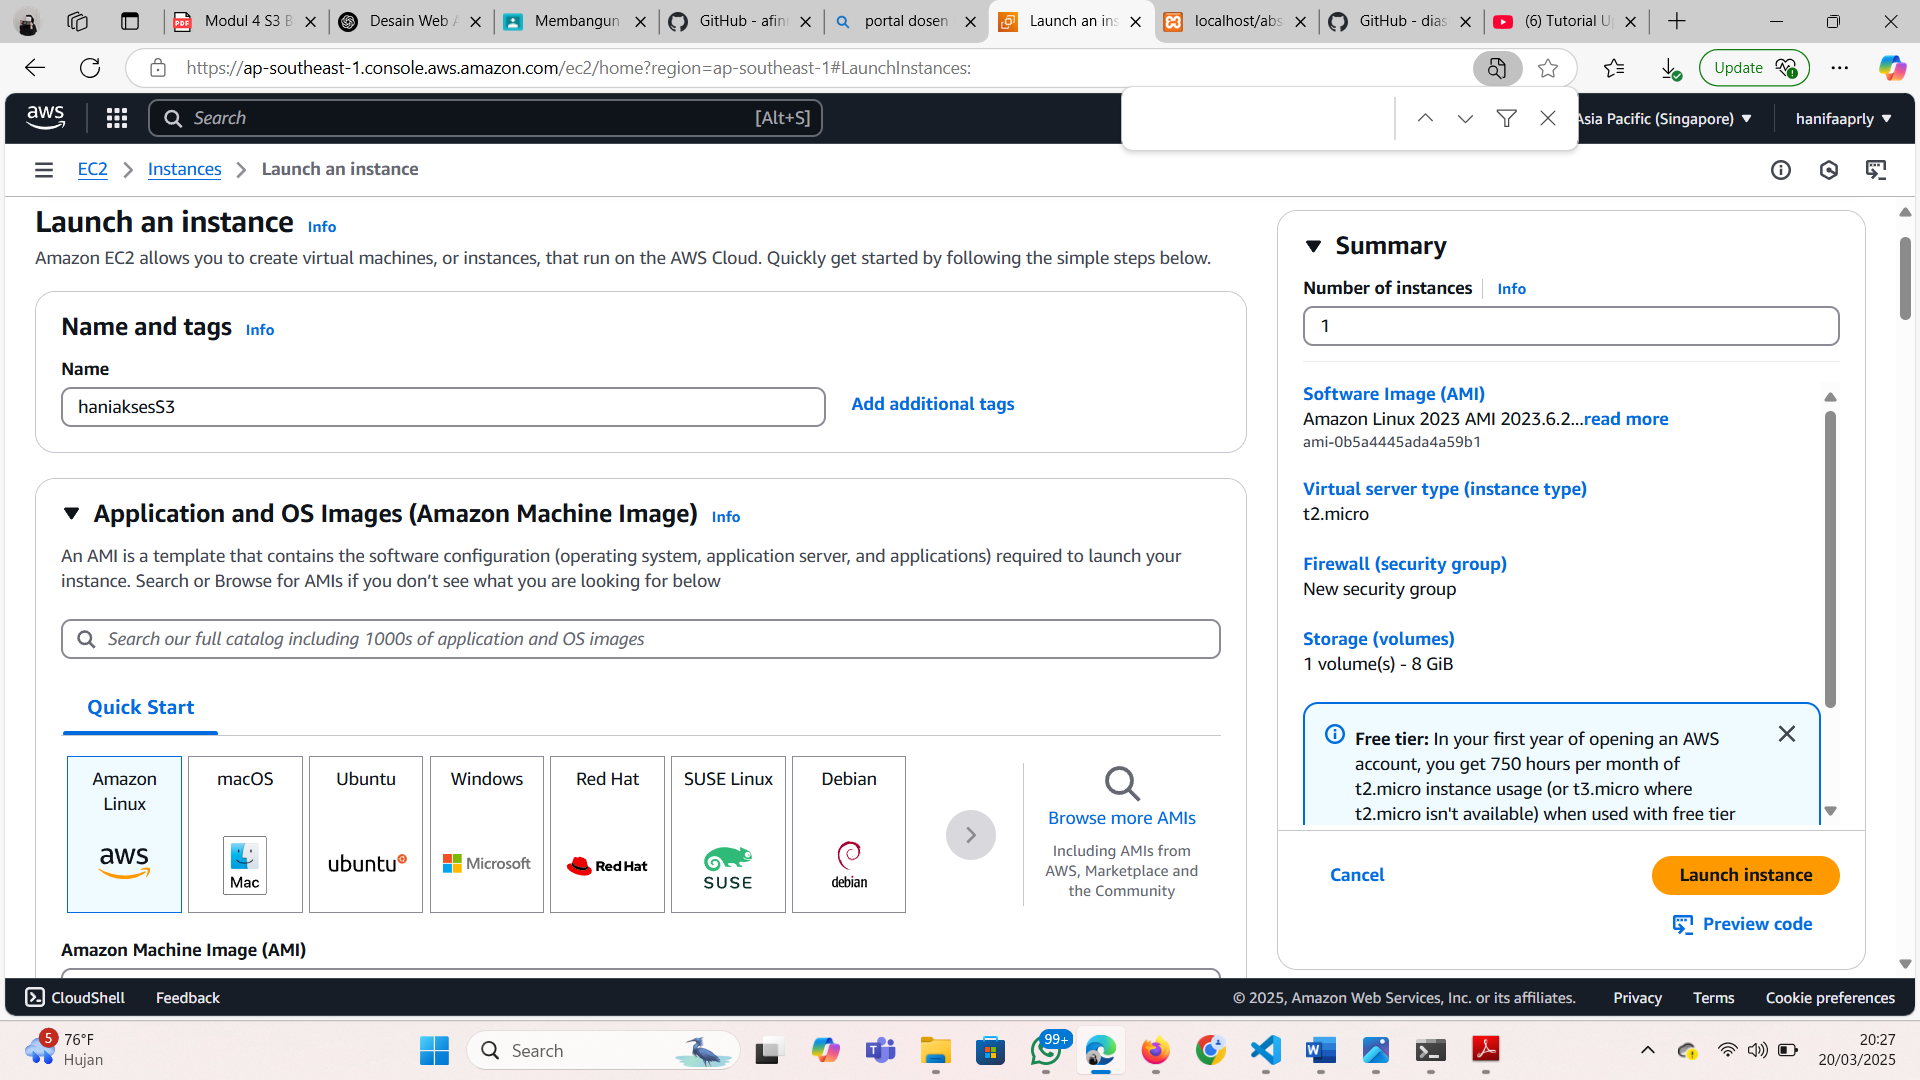 Modul 4 S3 B
Desain Web A
Membangun
GitHub - afin
portal dosen
Launch an ins
localhost/abs
GitHub - dias
(6) Tutorial U
https://ap-southeast-1.console.aws.amazon.com/ec2/home?region=ap-southeast-1#LaunchInstances:
Update
aws
Search
[Alt+S]
Asia Pacific (Singapore)
hanifaaprly
EC2
Instances
Launch an instance
Launch an instance Info
Amazon EC2 allows you to create virtual machines, or instances, that run on the AWS Cloud. Quickly get started by following the simple steps below.
Name and tags Info
Name
haniaksesS3
Add additional tags
Application and OS Images (Amazon Machine Image) Info
An AMI is a template that contains the software configuration (operating system, application server, and applications) required to launch your
instance. Search or Browse for AMIs if you don’t see what you are looking for below
Search our full catalog including 1000s of application and OS images
Quick Start
Amazon
Linux
aws
macOS
Mac
Ubuntu
ubuntu
Windows
Microsoft
Red Hat
Red Hat
SUSE Linux
SUSE
Debian
debian
Browse more AMIs
Including AMIs from
AWS, Marketplace and
the Community
Amazon Machine Image (AMI)
Summary
Number of instances Info
1
Software Image (AMI)
Amazon Linux 2023 AMI 2023.6.2...read more
ami-0b5a4445ada4a59b1
Virtual server type (instance type)
t2.micro
Firewall (security group)
New security group
Storage (volumes)
1 volume(s) - 8 GiB
Free tier: In your first year of opening an AWS
account, you get 750 hours per month of
t2.micro instance usage (or t3.micro where
t2.micro isn't available) when used with free tier
Cancel
Launch instance
Preview code
CloudShell
Feedback
© 2025, Amazon Web Services, Inc. or its affiliates.
Privacy
Terms
Cookie preferences
5
76°F
Hujan
Search
99+
20:27
20/03/2025